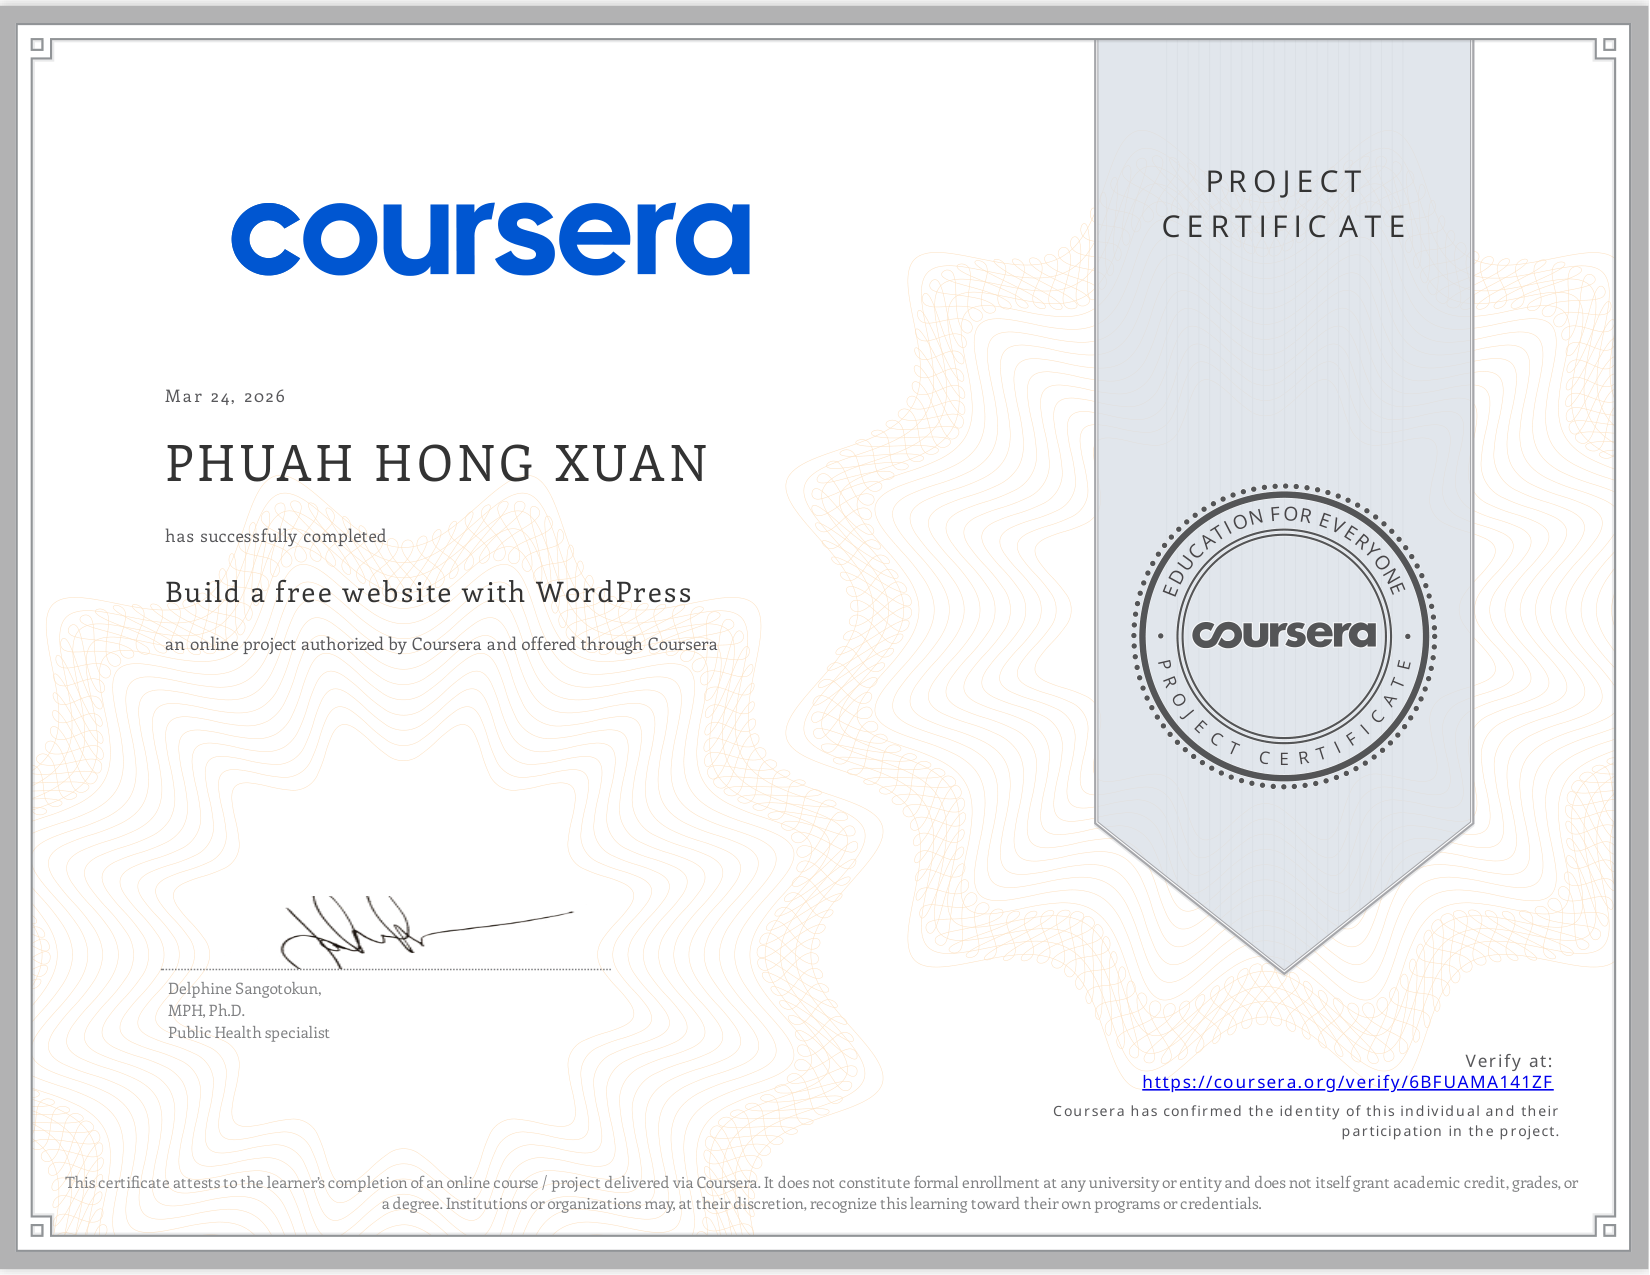 coursera
PROJECT
CERTIFICATE
Mar 24, 2026
PHUAH HONG XUAN
has successfully completed
Build a free website with WordPress
an online project authorized by Coursera and offered through Coursera
EDUCATION FOR EVERYONE
coursera
PROJECT CERTIFICATE
Delphine Sangotokun,
MPH, Ph.D.
Public Health specialist
Verify at:
https://coursera.org/verify/6BFUAMA141ZF
Coursera has confirmed the identity of this individual and their
participation in the project.
This certificate attests to the learner's completion of an online course / project delivered via Coursera. It does not constitute formal enrollment at any university or entity and does not itself grant academic credit, grades, or
a degree. Institutions or organizations may, at their discretion, recognize this learning toward their own programs or credentials.